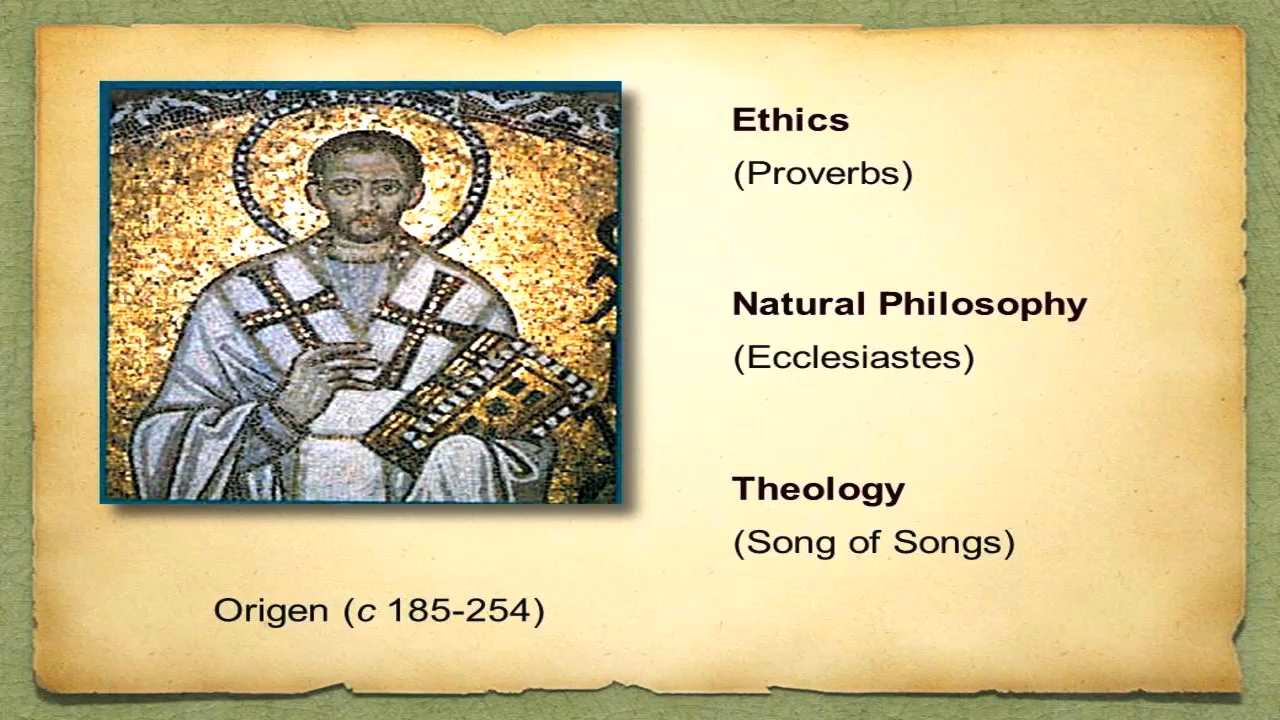 Ethics
(Proverbs)
Natural Philosophy
(Ecclesiastes)
Theology
(Song of Songs)
Origen (c 185-254)